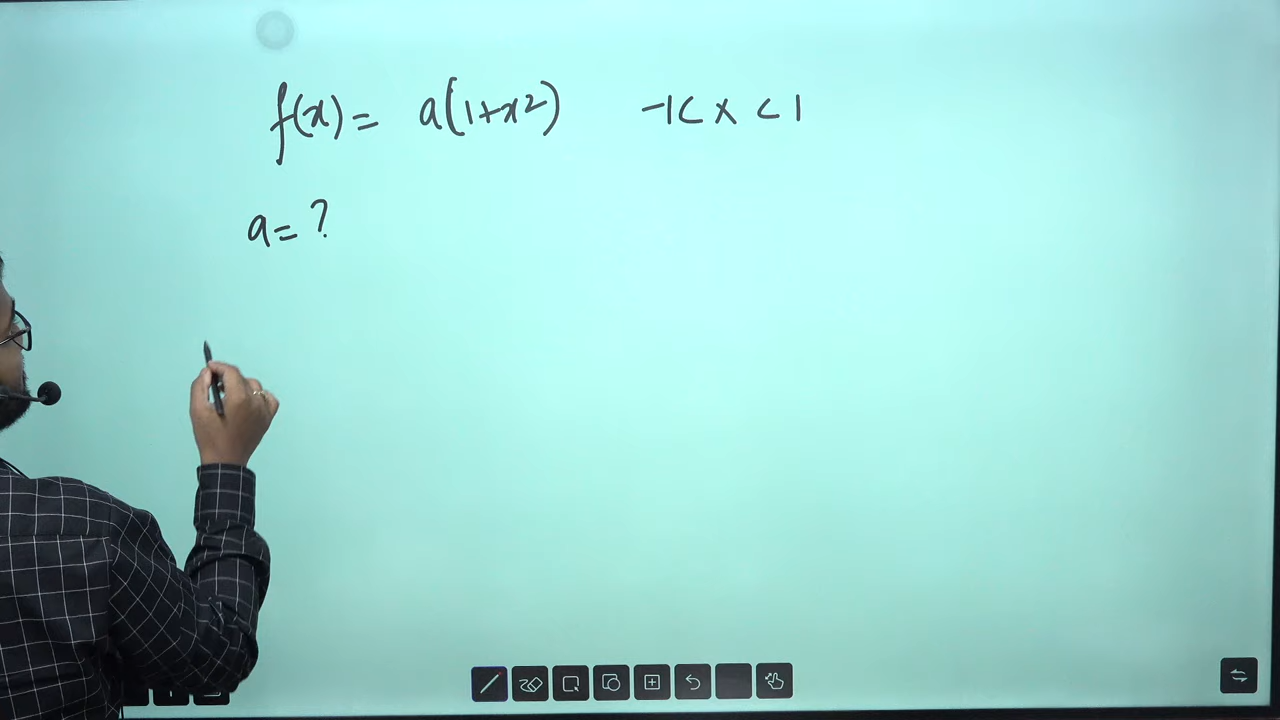 f(x) = a(1+x²) -1< x < 1
a = ?